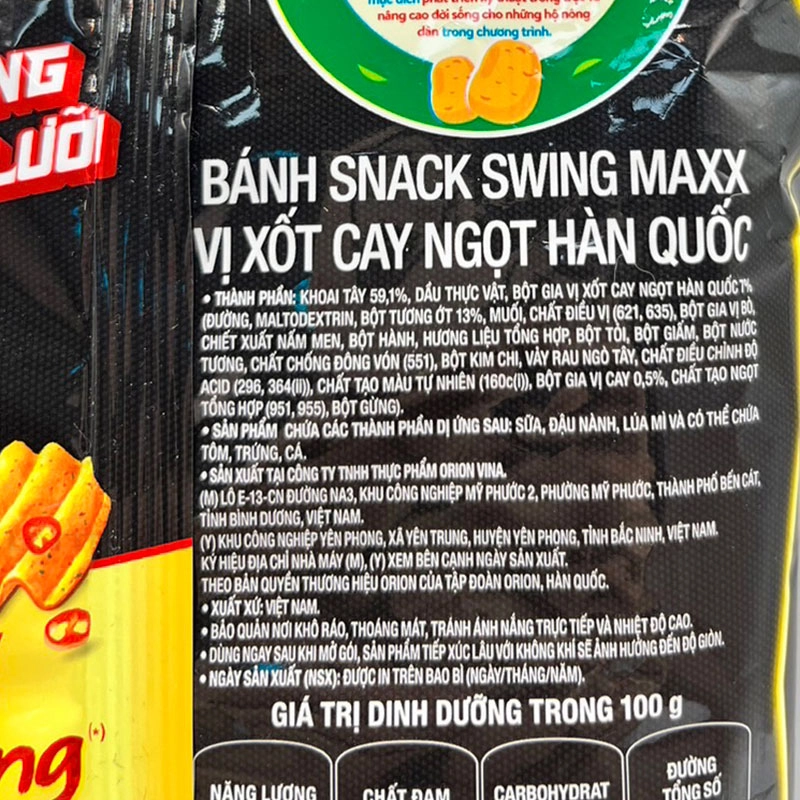 nâng cao đời sống cho những hộ nông
dân trong chương trình.
NG
LƯỠI
BÁNH SNACK SWING MAXX
VỊ XỐT CAY NGỌT HÀN QUỐC
• THÀNH PHẦN: KHOAI TÂY 59,1%, DẦU THỰC VẬT, BỘT GIA VỊ XỐT CAY NGỌT HÀN QUỐC 7%
(ĐƯỜNG, MALTODEXTRIN, BỘT TƯƠNG ỚT 13%, MUỐI, CHẤT ĐIỀU VỊ (621, 635), BỘT GIA VỊ BÒ,
CHIẾT XUẤT NẤM MEN, BỘT HÀNH, HƯƠNG LIỆU TỔNG HỢP, BỘT TỎI, BỘT GIẤM, BỘT NƯỚC
TƯƠNG, CHẤT CHỐNG ĐÔNG VÓN (551), BỘT KIM CHI, VẢY RAU NGÒ TÂY, CHẤT ĐIỀU CHỈNH ĐỘ
ACID (296, 364(ii)), CHẤT TẠO MÀU TỰ NHIÊN (160c(i)), BỘT GIA VỊ CAY 0,5%, CHẤT TẠO NGỌT
TỔNG HỢP (951, 955), BỘT GỪNG).
• SẢN PHẨM CHỨA CÁC THÀNH PHẦN DỊ ỨNG SAU: SỮA, ĐẬU NÀNH, LÚA MÌ VÀ CÓ THỂ CHỨA
TÔM, TRỨNG, CÁ.
• SẢN XUẤT TẠI CÔNG TY TNHH THỰC PHẨM ORION VINA.
(M) LÔ E-13-CN ĐƯỜNG NA3, KHU CÔNG NGHIỆP MỸ PHƯỚC 2, PHƯỜNG MỸ PHƯỚC, THÀNH PHỐ BẾN CÁT,
TỈNH BÌNH DƯƠNG, VIỆT NAM.
(Y) KHU CÔNG NGHIỆP YÊN PHONG, XÃ YÊN TRUNG, HUYỆN YÊN PHONG, TỈNH BẮC NINH, VIỆT NAM.
KÝ HIỆU ĐỊA CHỈ NHÀ MÁY (M), (Y) XEM BÊN CẠNH NGÀY SẢN XUẤT.
THEO BẢN QUYỀN THƯƠNG HIỆU ORION CỦA TẬP ĐOÀN ORION, HÀN QUỐC.
• XUẤT XỨ: VIỆT NAM.
• BẢO QUẢN NƠI KHÔ RÁO, THOÁNG MÁT, TRÁNH ÁNH NẮNG TRỰC TIẾP VÀ NHIỆT ĐỘ CAO.
• DÙNG NGAY SAU KHI MỞ GÓI, SẢN PHẨM TIẾP XÚC LÂU VỚI KHÔNG KHÍ SẼ ẢNH HƯỞNG ĐẾN ĐỘ GIÒN.
• NGÀY SẢN XUẤT (NSX): ĐƯỢC IN TRÊN BAO BÌ (NGÀY/THÁNG/NĂM).
GIÁ TRỊ DINH DƯỠNG TRONG 100 g
ng (*)
NĂNG LƯỢNG CHẤT ĐẠM CARBOHYDRAT ĐƯỜNG
TỔNG SỐ